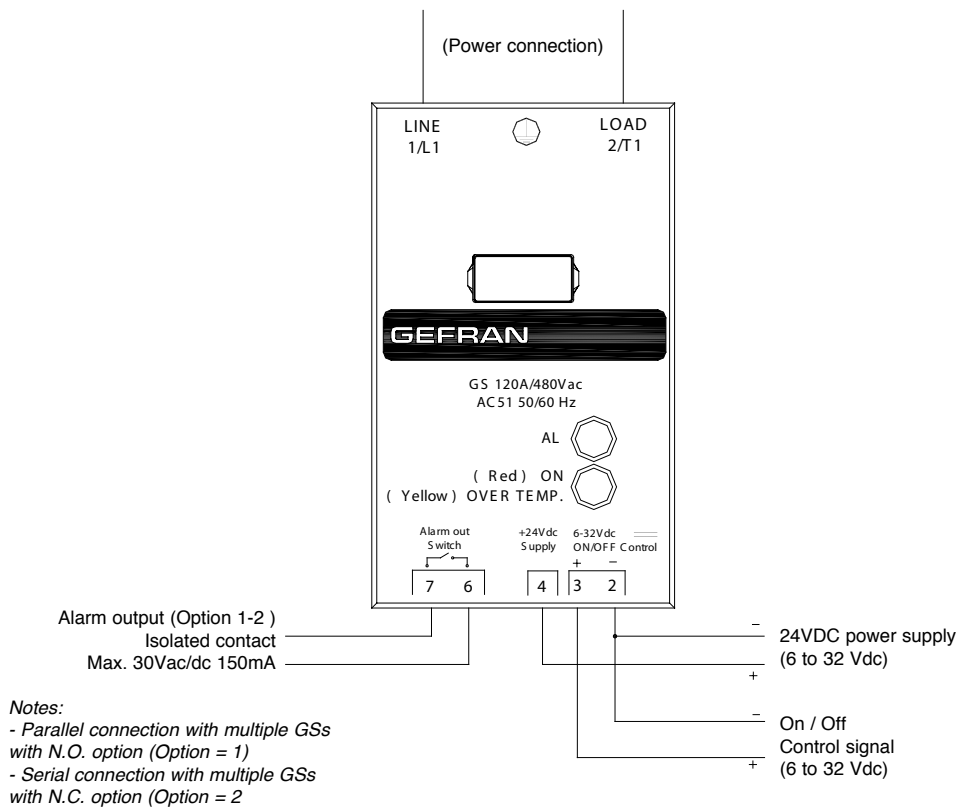 (Power connection)
LINE
1/L1
LOAD
2/T1
GEFRAN
GS 120A/480Vac
AC51 50/60 Hz
AL
( Red ) ON
( Yellow ) OVER TEMP.
Alarm out
Switch
+24Vdc
Supply
6-32Vdc
ON/OFF Control
+ −
7 6 4 3 2
Alarm output (Option 1-2 )
Isolated contact
Max. 30Vac/dc 150mA
−
24VDC power supply
(6 to 32 Vdc)
+
−
On / Off
Control signal
(6 to 32 Vdc)
+
Notes:
- Parallel connection with multiple GSs
with N.O. option (Option = 1)
- Serial connection with multiple GSs
with N.C. option (Option = 2